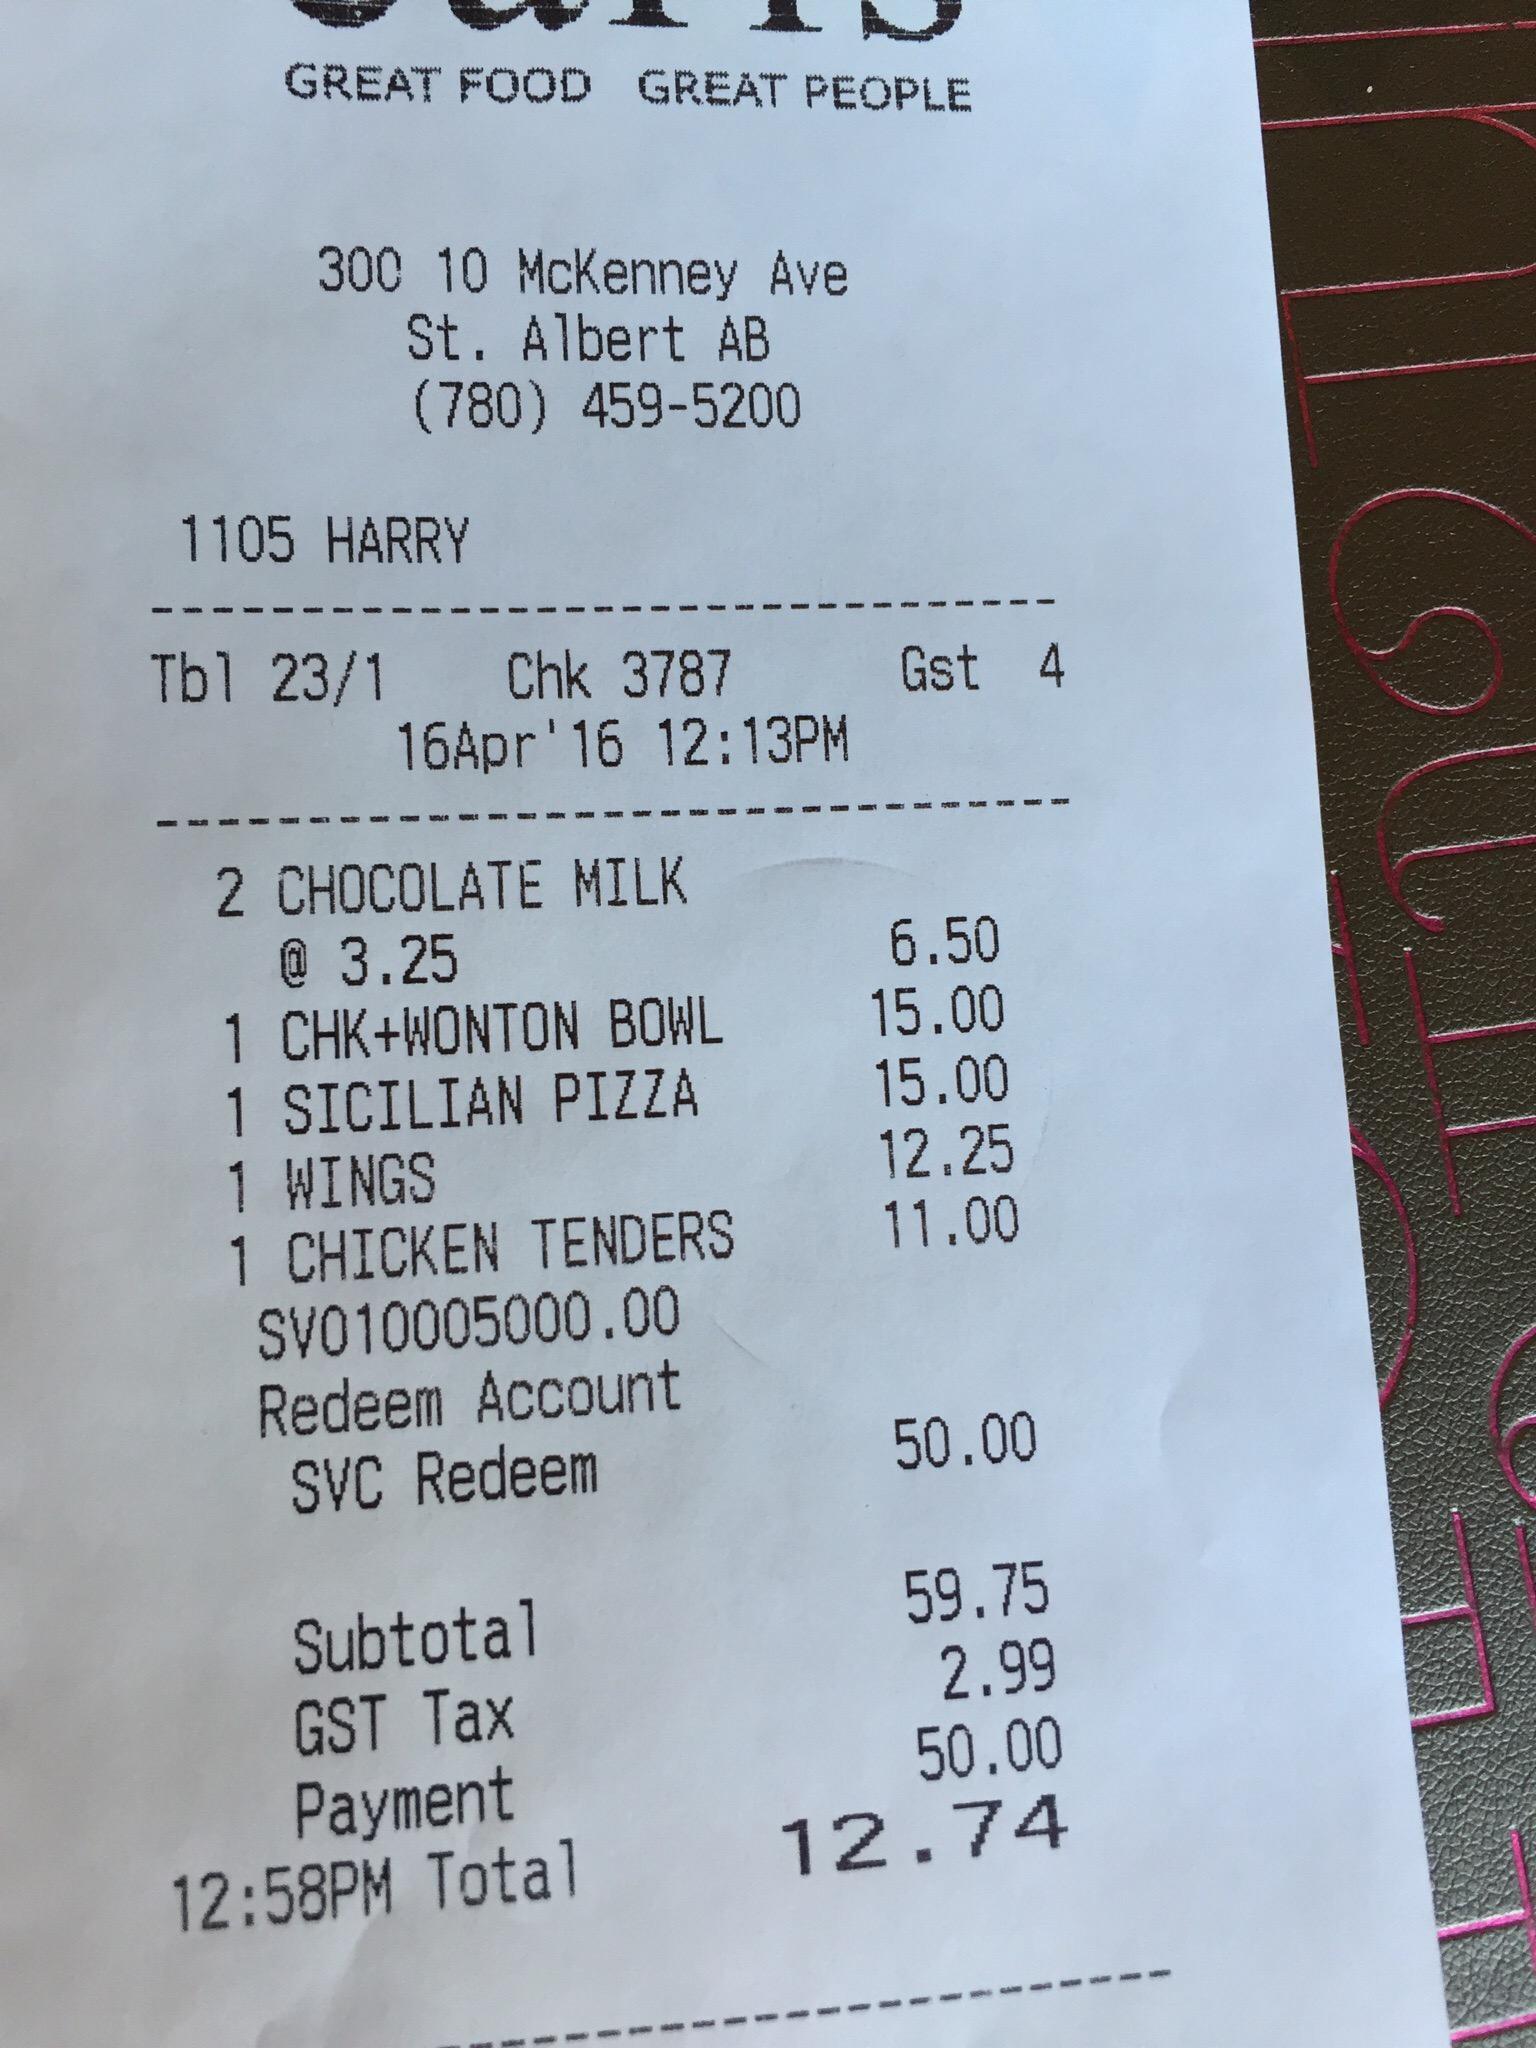 GREAT FOOD GREAT PEOPLE
300 10 McKenney Ave
St. Albert AB
(780) 459-5200
1105 HARRY
Tbl 23/1 Chk 3787 Gst 4
16Apr'16 12:13PM
2 CHOCOLATE MILK
@ 3.25 6.50
1 CHK+WONTON BOWL 15.00
1 SICILIAN PIZZA 15.00
1 WINGS 12.25
1 CHICKEN TENDERS 11.00
SV010005000.00
Redeem Account
SVC Redeem 50.00
Subtotal 59.75
GST Tax 2.99
Payment 50.00
12:58PM Total 12.74